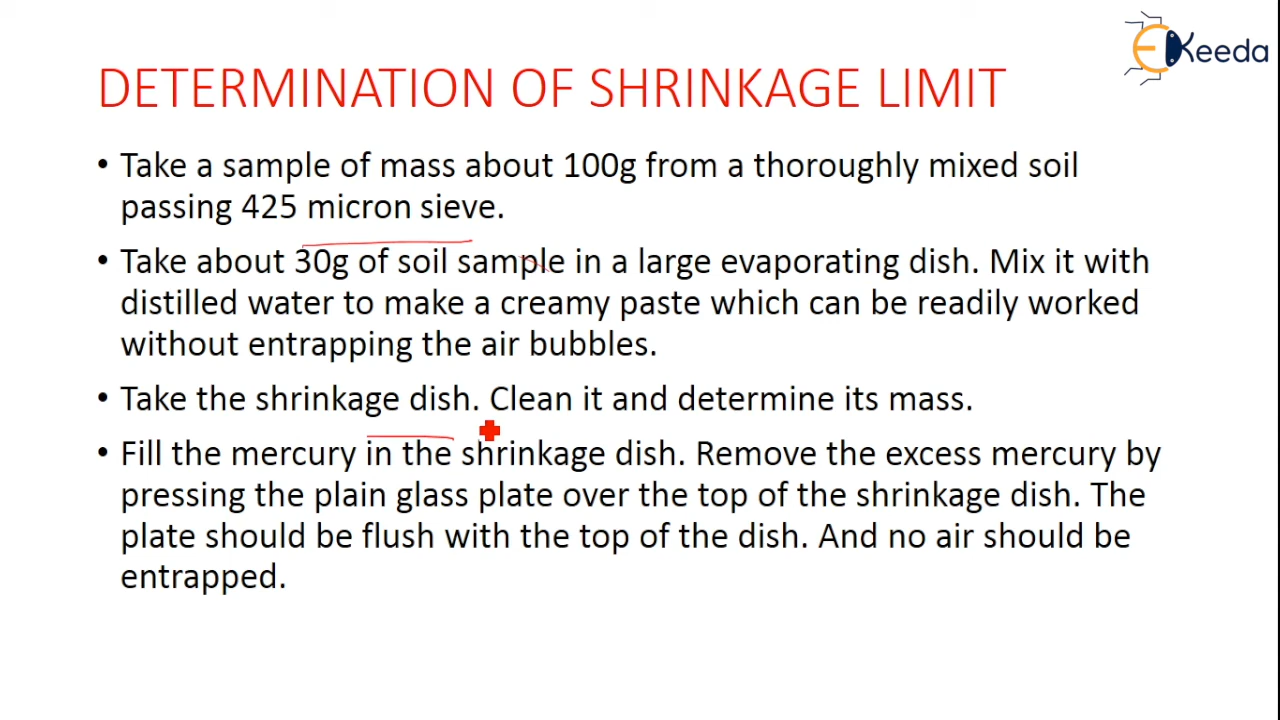 EKeeda
DETERMINATION OF SHRINKAGE LIMIT
• Take a sample of mass about 100g from a thoroughly mixed soil
passing 425 micron sieve.
• Take about 30g of soil sample in a large evaporating dish. Mix it with
distilled water to make a creamy paste which can be readily worked
without entrapping the air bubbles.
• Take the shrinkage dish. Clean it and determine its mass.
• Fill the mercury in the shrinkage dish. Remove the excess mercury by
pressing the plain glass plate over the top of the shrinkage dish. The
plate should be flush with the top of the dish. And no air should be
entrapped.